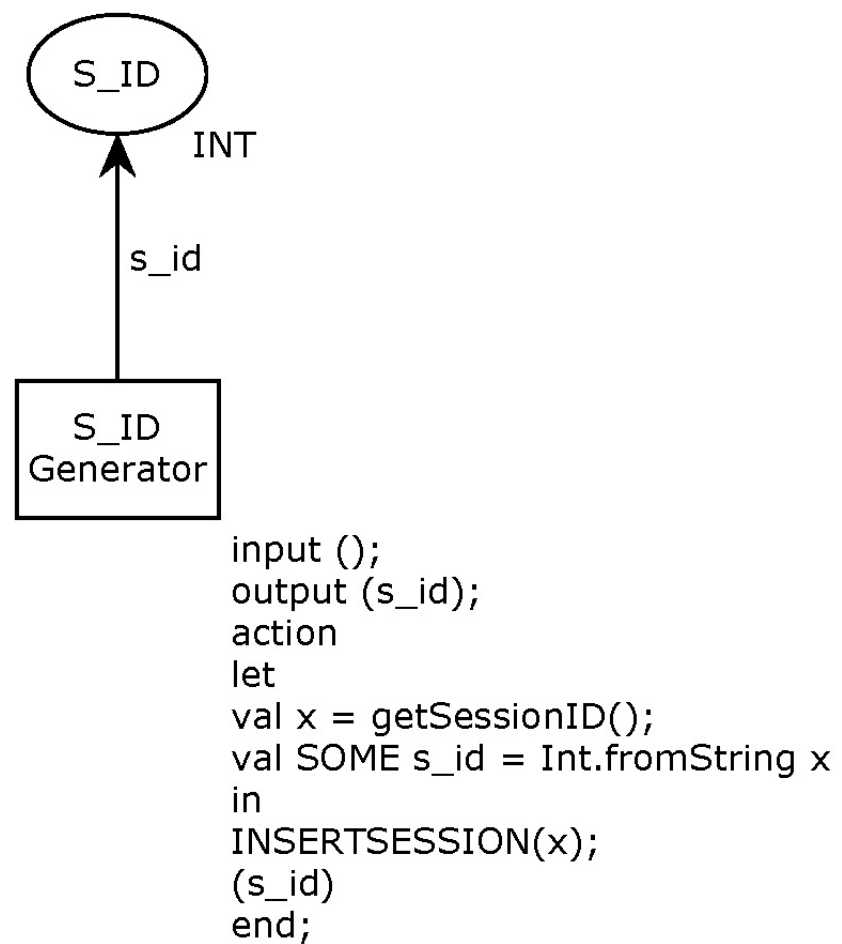 S_ID
INT
s_id
S_ID
Generator
input ();
output (s_id);
action
let
val x = getSessionID();
val SOME s_id = Int.fromString x
in
INSERTSESSION(x);
(s_id)
end;